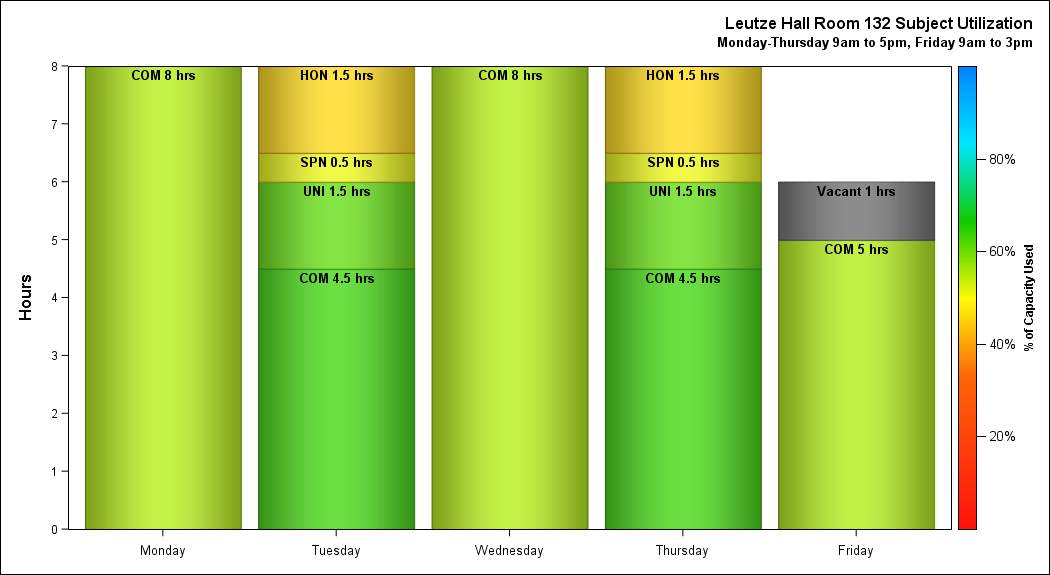 Leutze Hall Room 132 Subject Utilization
Monday-Thursday 9am to 5pm, Friday 9am to 3pm
8
7
6
5
4
3
2
1
0
Hours
COM 8 hrs
HON 1.5 hrs
SPN 0.5 hrs
UNI 1.5 hrs
COM 4.5 hrs
COM 8 hrs
HON 1.5 hrs
SPN 0.5 hrs
UNI 1.5 hrs
COM 4.5 hrs
Vacant 1 hrs
COM 5 hrs
Monday
Tuesday
Wednesday
Thursday
Friday
80%
60%
40%
20%
% of Capacity Used